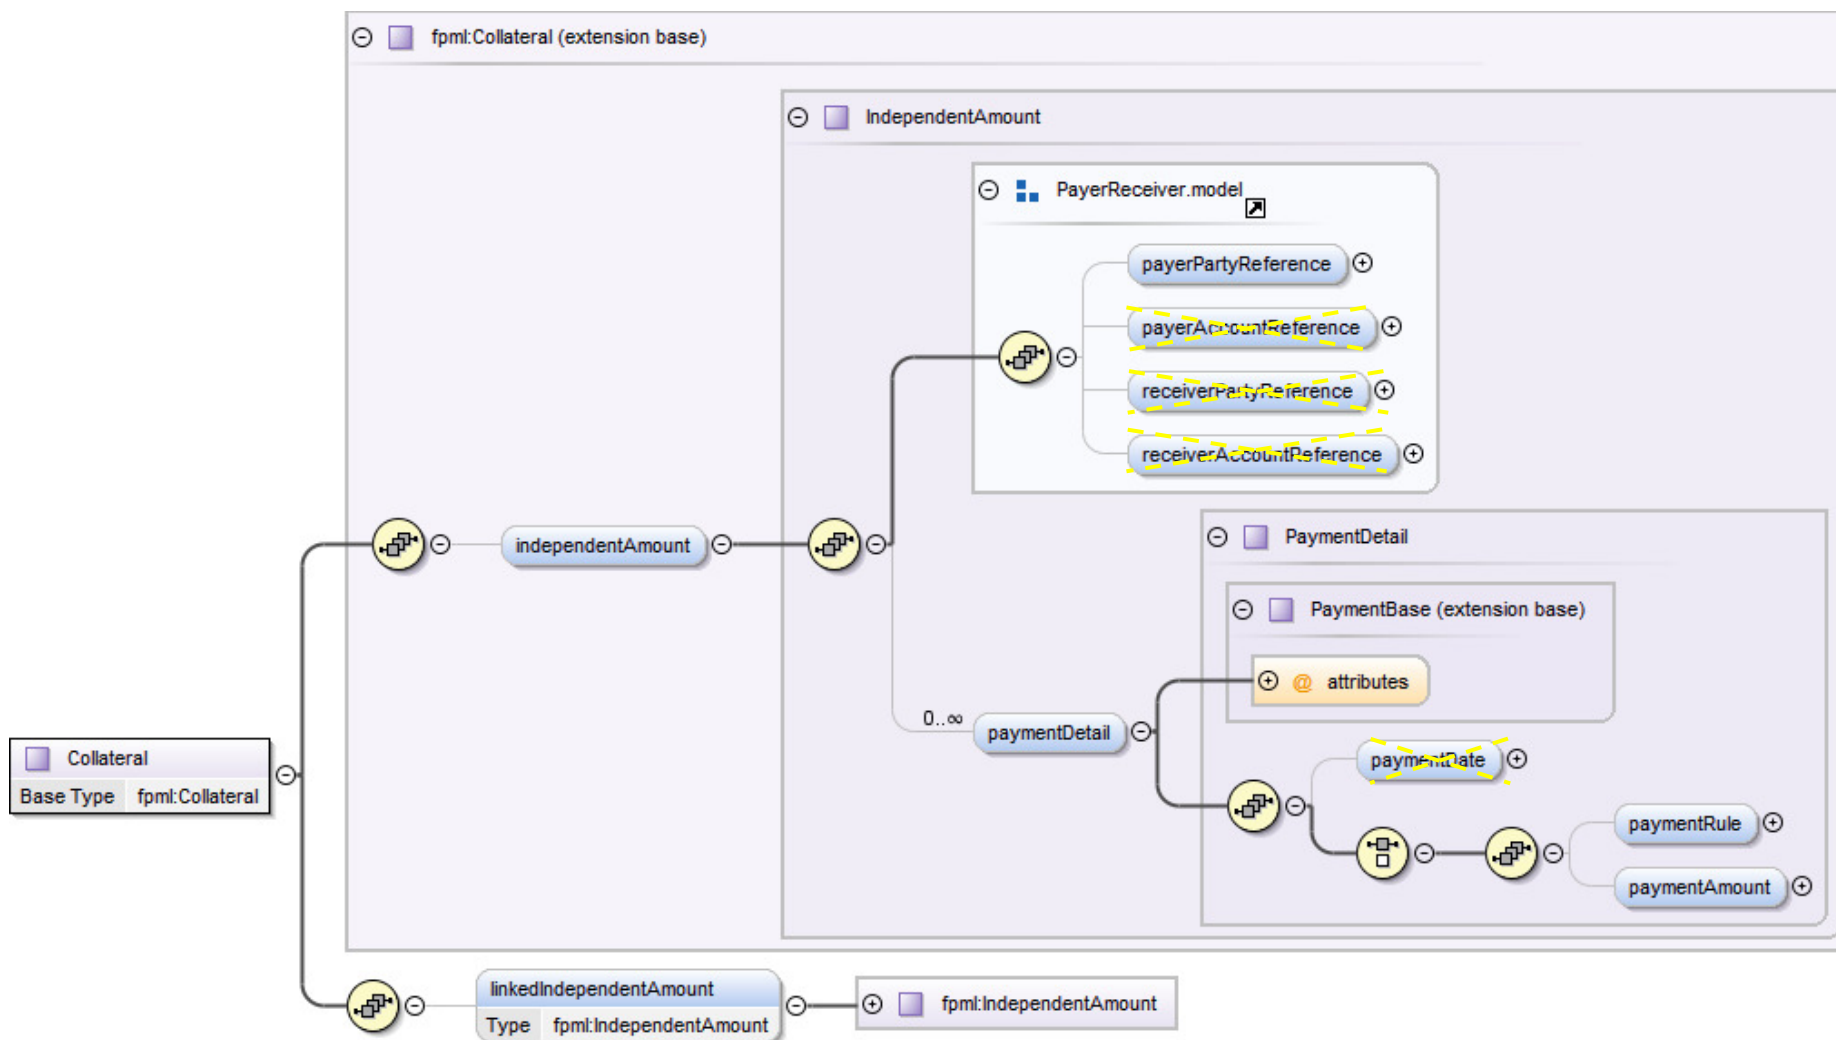 fpml:Collateral (extension base)
IndependentAmount
PayerReceiver.model
payerPartyReference
payerAccountReference
receiverPartyReference
receiverAccountReference
independentAmount
PaymentDetail
PaymentBase (extension base)
@ attributes
0..∞
paymentDetail
Collateral
Base Type fpml:Collateral
paymentDate
paymentRule
paymentAmount
linkedIndependentAmount
Type fpml:IndependentAmount
fpml:IndependentAmount